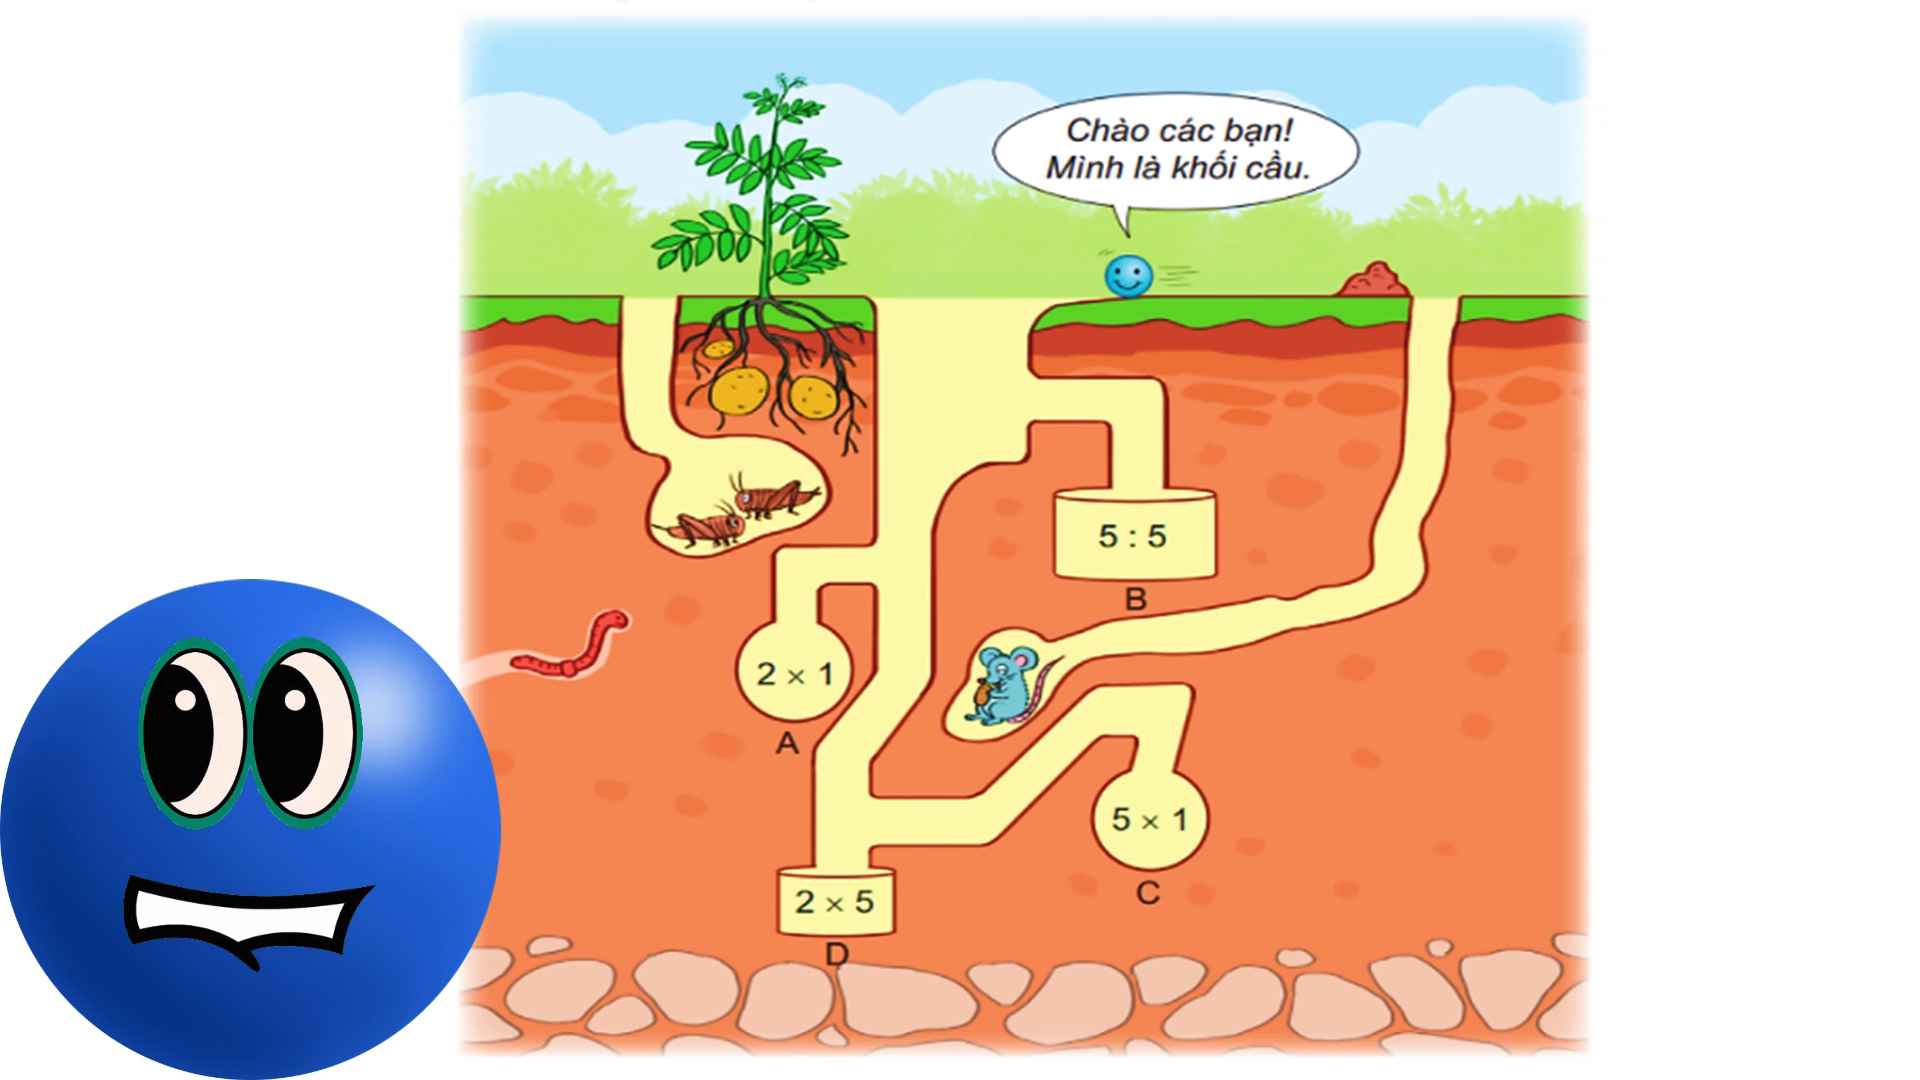 Chào các bạn!
Mình là khối cầu.
5 : 5
B
2 × 1
A
5 × 1
C
2 × 5
D